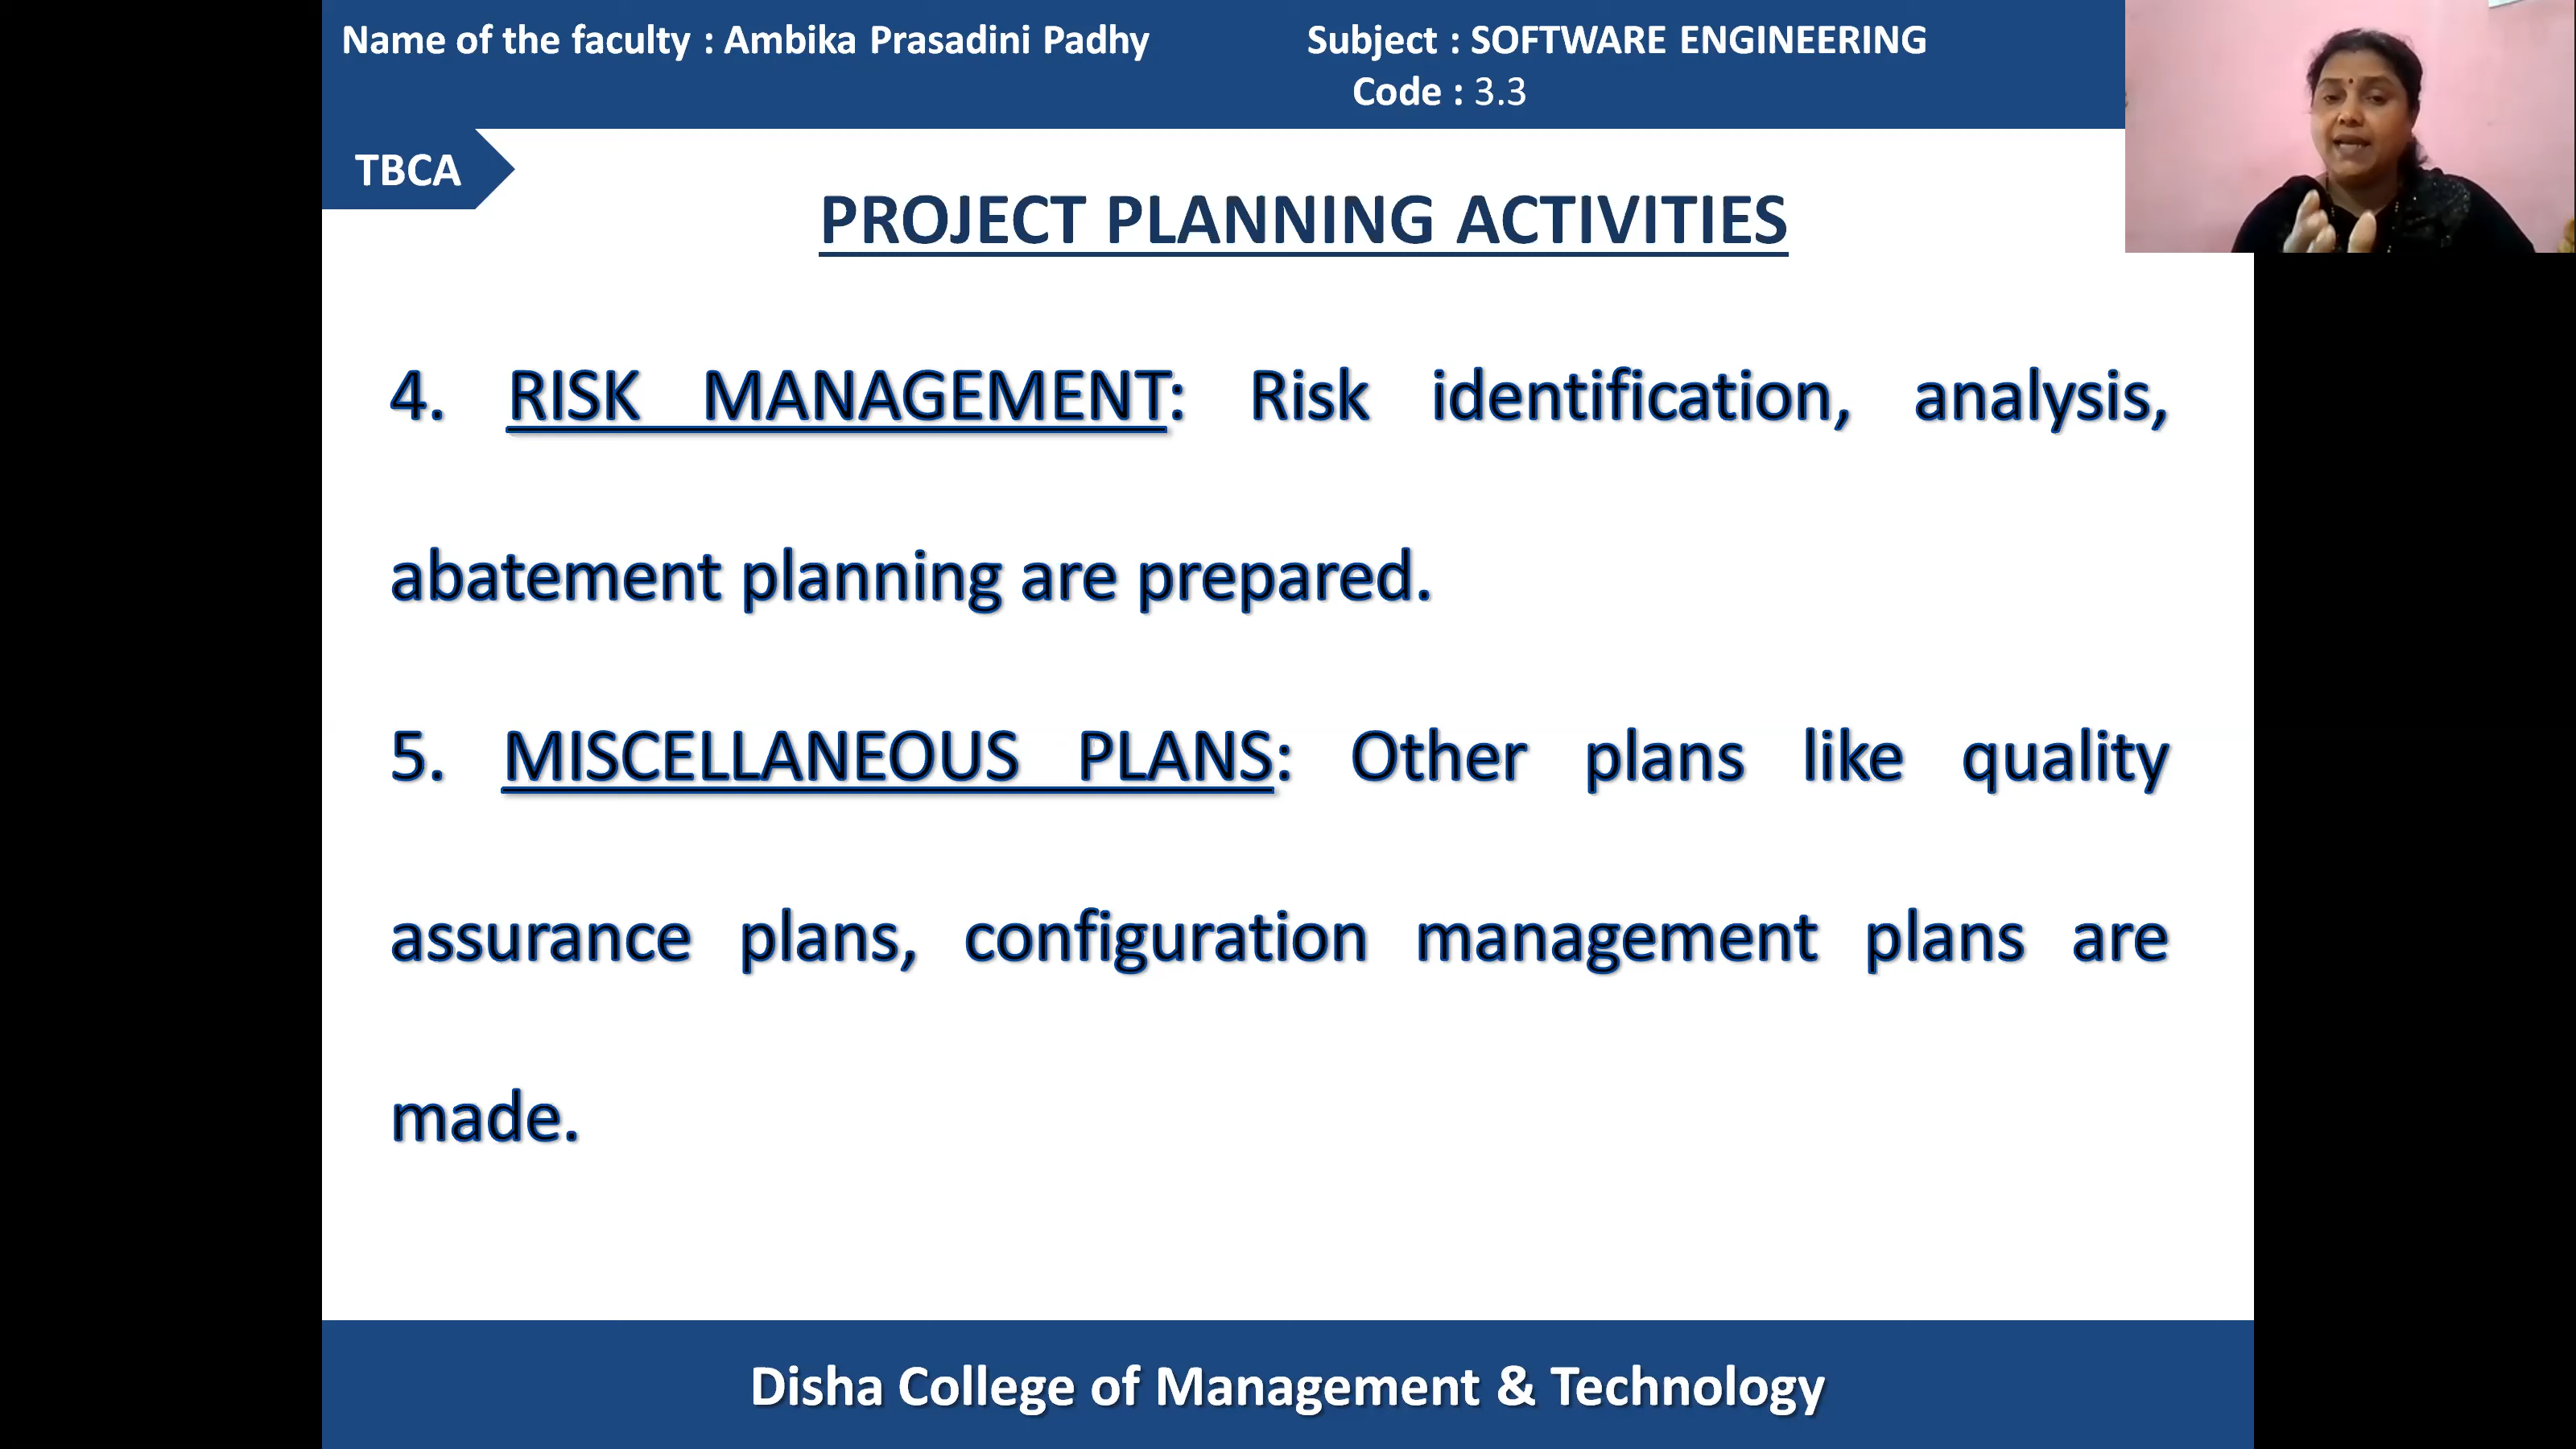 Name of the faculty : Ambika Prasadini Padhy
Subject : SOFTWARE ENGINEERING
Code : 3.3
TBCA
PROJECT PLANNING ACTIVITIES
4. RISK MANAGEMENT: Risk identification, analysis,
abatement planning are prepared.
5. MISCELLANEOUS PLANS: Other plans like quality
assurance plans, configuration management plans are
made.
Disha College of Management & Technology